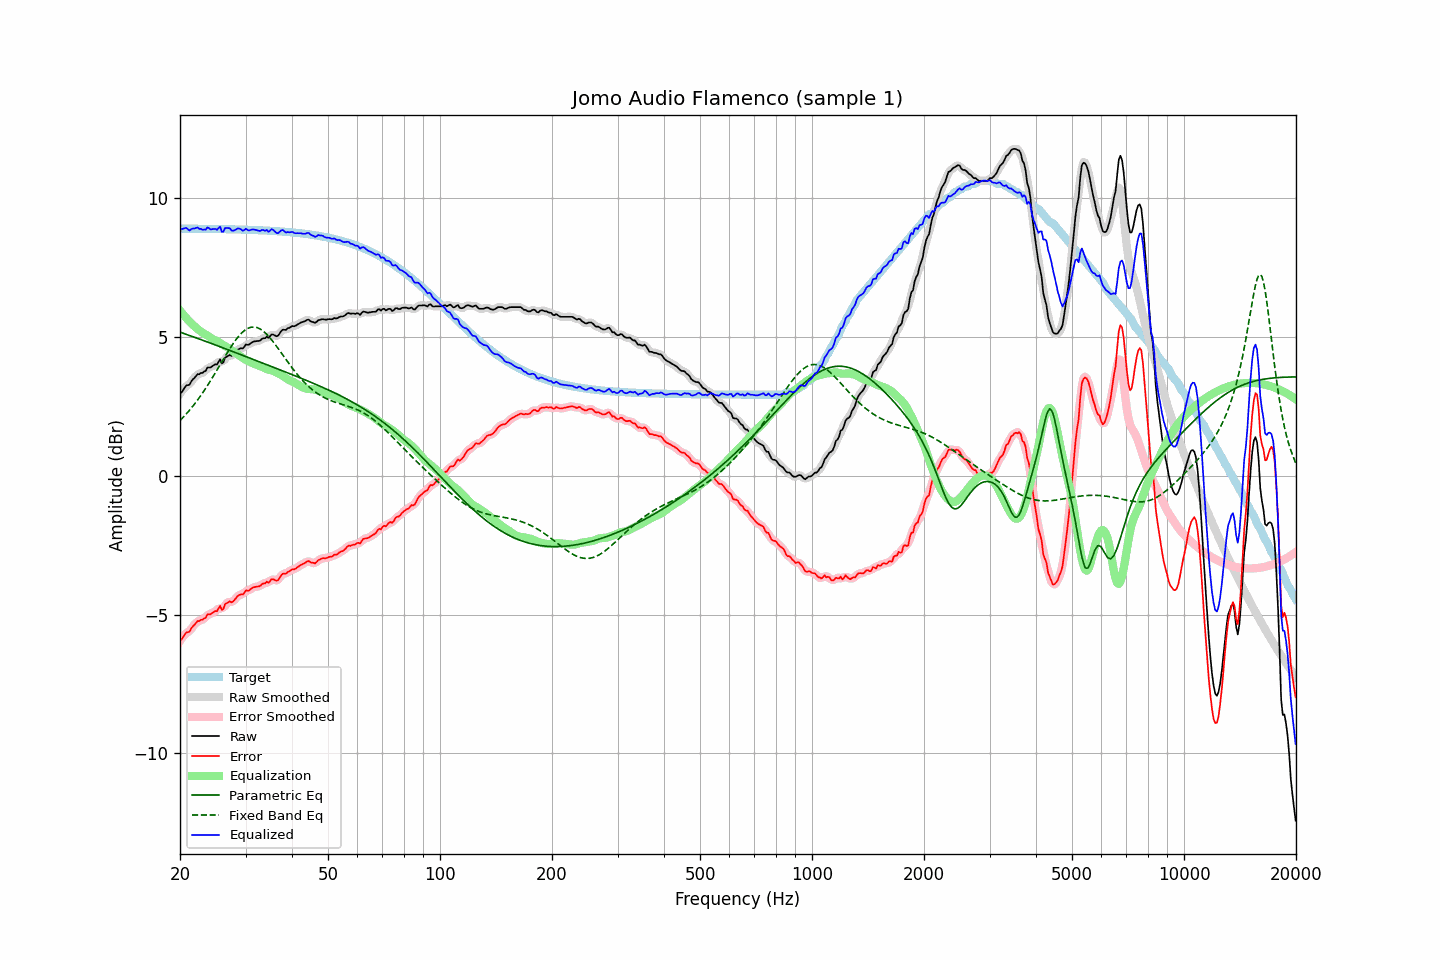 Jomo Audio Flamenco (sample 1)
Amplitude (dBr)
10
5
0
−5
−10
Target
Raw Smoothed
Error Smoothed
Raw
Error
Equalization
Parametric Eq
Fixed Band Eq
Equalized
20 50 100 200 500 1000 2000 5000 10000 20000
Frequency (Hz)